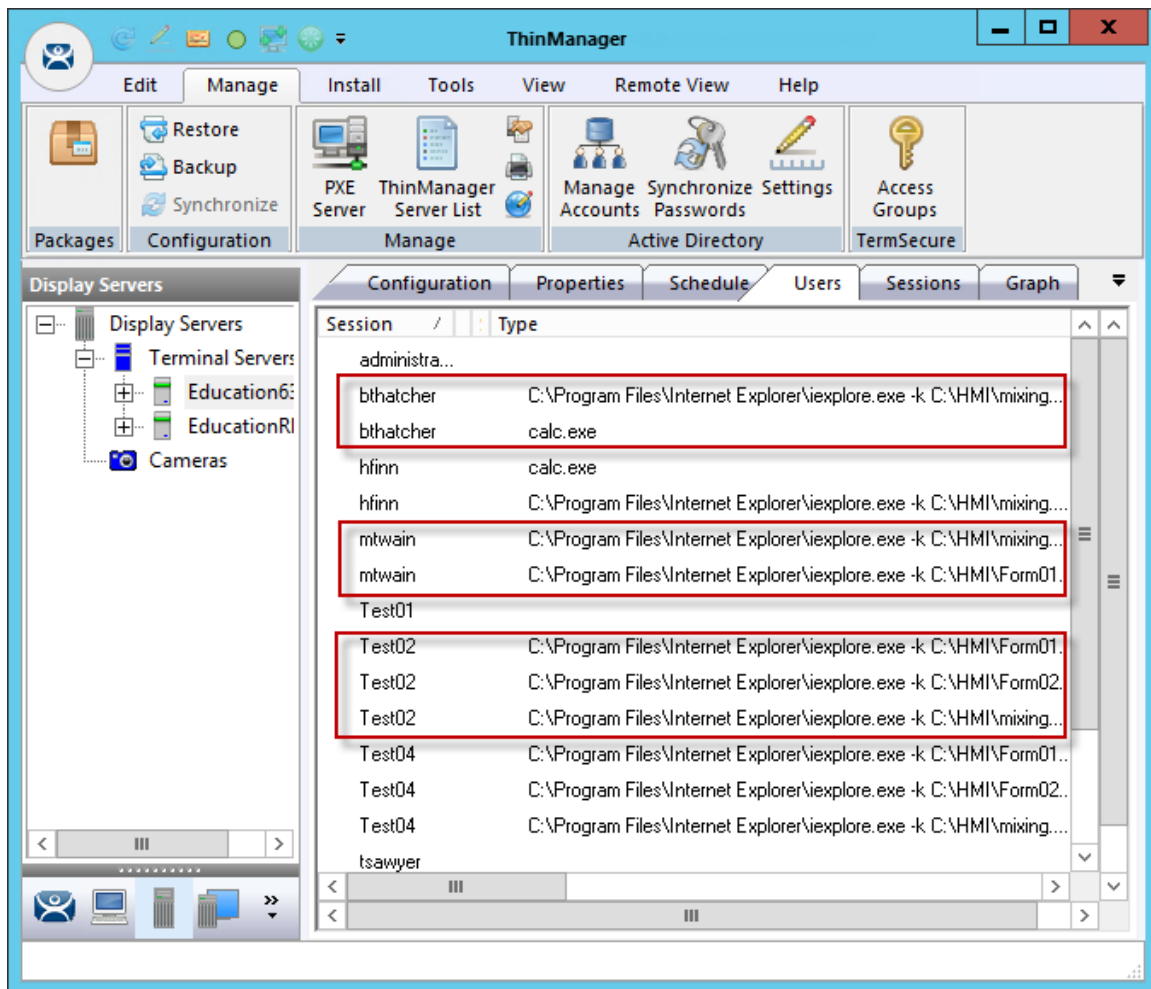 ThinManager
Edit Manage Install Tools View Remote View Help
Restore
Backup
Synchronize
PXE Server
ThinManager Server List
Manage Accounts
Synchronize Passwords
Settings
Access Groups
Packages Configuration Manage Active Directory TermSecure
Display Servers
Display Servers
Terminal Servers
Education6
EducationR
Cameras
Configuration Properties Schedule Users Sessions Graph
Session Type
administra...
bthatcher C:\Program Files\Internet Explorer\iexplore.exe -k C:\HMI\mixing...
bthatcher calc.exe
hfinn calc.exe
hfinn C:\Program Files\Internet Explorer\iexplore.exe -k C:\HMI\mixing....
mtwain C:\Program Files\Internet Explorer\iexplore.exe -k C:\HMI\mixing...
mtwain C:\Program Files\Internet Explorer\iexplore.exe -k C:\HMI\Form01.
Test01
Test02 C:\Program Files\Internet Explorer\iexplore.exe -k C:\HMI\Form01.
Test02 C:\Program Files\Internet Explorer\iexplore.exe -k C:\HMI\Form02.
Test02 C:\Program Files\Internet Explorer\iexplore.exe -k C:\HMI\mixing...
Test04 C:\Program Files\Internet Explorer\iexplore.exe -k C:\HMI\Form01..
Test04 C:\Program Files\Internet Explorer\iexplore.exe -k C:\HMI\Form02..
Test04 C:\Program Files\Internet Explorer\iexplore.exe -k C:\HMI\mixing....
tsawyer